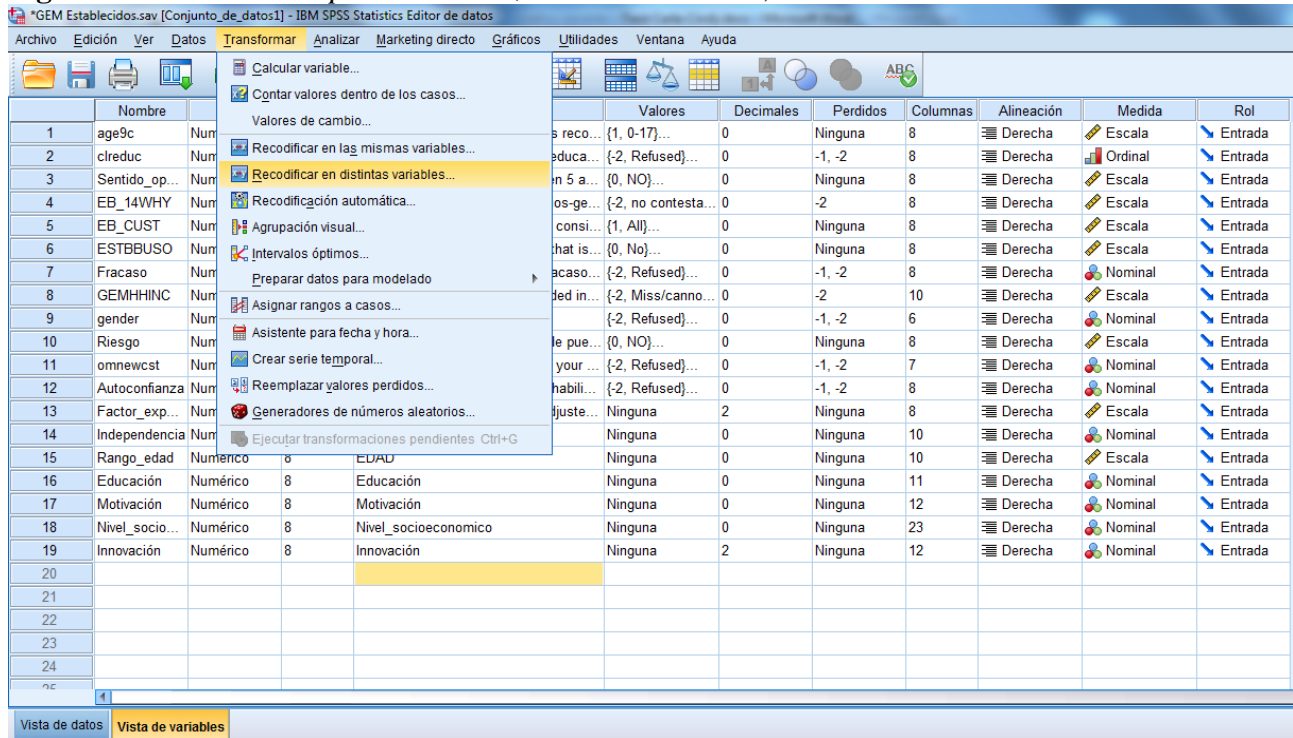 *GEM Establecidos.sav [Conjunto_de_datos1] - IBM SPSS Statistics Editor de datos
Archivo Edición Ver Datos Transformar Analizar Marketing directo Gráficos Utilidades Ventana Ayuda
Calcular variable...
Contar valores dentro de los casos...
Valores de cambio...
Recodificar en las mismas variables...
Recodificar en distintas variables...
Recodificación automática...
Agrupación visual...
Intervalos óptimos...
Preparar datos para modelado
Asignar rangos a casos...
Asistente para fecha y hora...
Crear serie temporal...
Reemplazar valores perdidos...
Generadores de números aleatorios...
Ejecutar transformaciones pendientes Ctrl+G
Nombre Valores Decimales Perdidos Columnas Alineación Medida Rol
1 age9c Num s reco... {1, 0-17}... 0 Ninguna 8 Derecha Escala Entrada
2 clreduc Num educa... {-2, Refused}... 0 -1, -2 8 Derecha Ordinal Entrada
3 Sentido_op... Num en 5 a... {0, NO}... 0 Ninguna 8 Derecha Escala Entrada
4 EB_14WHY Num os-ge... {-2, no contesta... 0 -2 8 Derecha Escala Entrada
5 EB_CUST Num consi... {1, All}... 0 Ninguna 8 Derecha Escala Entrada
6 ESTBBUSO Num that is... {0, No}... 0 Ninguna 8 Derecha Escala Entrada
7 Fracaso Num acaso... {-2, Refused}... 0 -1, -2 8 Derecha Nominal Entrada
8 GEMHHINC Num ded in... {-2, Miss/canno... 0 -2 10 Derecha Escala Entrada
9 gender Num {-2, Refused}... 0 -1, -2 6 Derecha Nominal Entrada
10 Riesgo Num le pue... {0, NO}... 0 Ninguna 8 Derecha Escala Entrada
11 omnewcst Num your ... {-2, Refused}... 0 -1, -2 7 Derecha Nominal Entrada
12 Autoconfianza Num habili... {-2, Refused}... 0 -1, -2 8 Derecha Nominal Entrada
13 Factor_exp... Num djuste... Ninguna 2 Ninguna 8 Derecha Escala Entrada
14 Independencia Num Ninguna 0 Ninguna 10 Derecha Nominal Entrada
15 Rango_edad Numérico 8 EDAD Ninguna 0 Ninguna 10 Derecha Escala Entrada
16 Educación Numérico 8 Educación Ninguna 0 Ninguna 11 Derecha Nominal Entrada
17 Motivación Numérico 8 Motivación Ninguna 0 Ninguna 12 Derecha Nominal Entrada
18 Nivel_socio... Numérico 8 Nivel_socioeconomico Ninguna 0 Ninguna 23 Derecha Nominal Entrada
19 Innovación Numérico 8 Innovación Ninguna 2 Ninguna 12 Derecha Nominal Entrada
20
21
22
23
24
Vista de datos Vista de variables